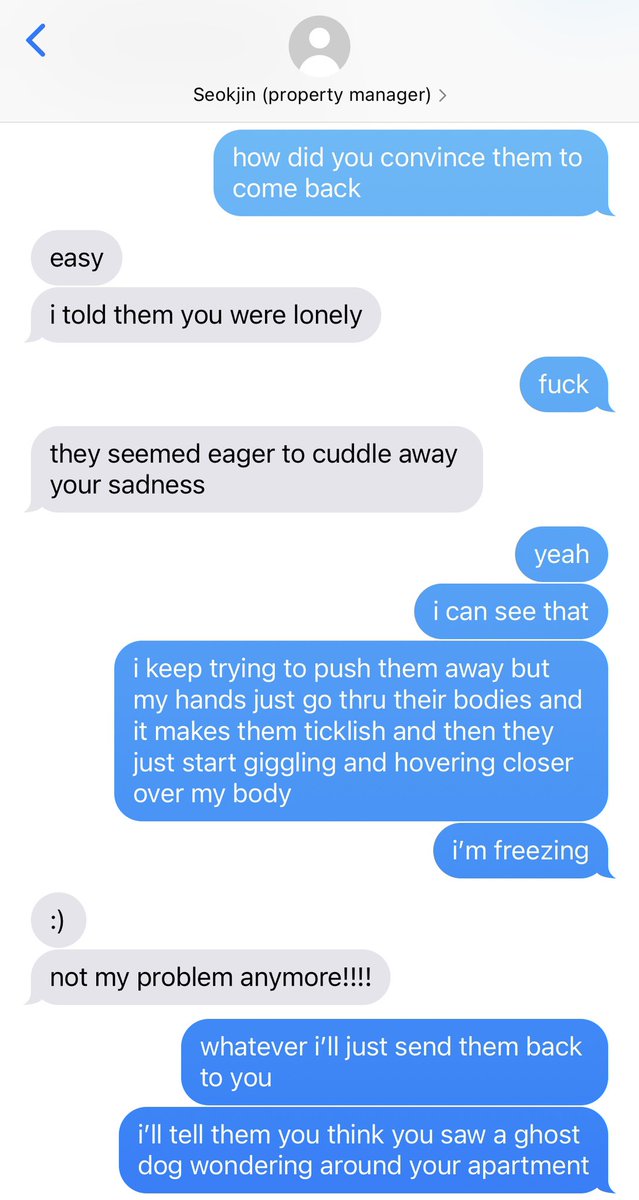 Seokjin (property manager)
how did you convince them to
come back
easy
i told them you were lonely
fuck
they seemed eager to cuddle away
your sadness
yeah
i can see that
i keep trying to push them away but
my hands just go thru their bodies and
it makes them ticklish and then they
just start giggling and hovering closer
over my body
i’m freezing
:)
not my problem anymore!!!!
whatever i’ll just send them back
to you
i’ll tell them you think you saw a ghost
dog wondering around your apartment